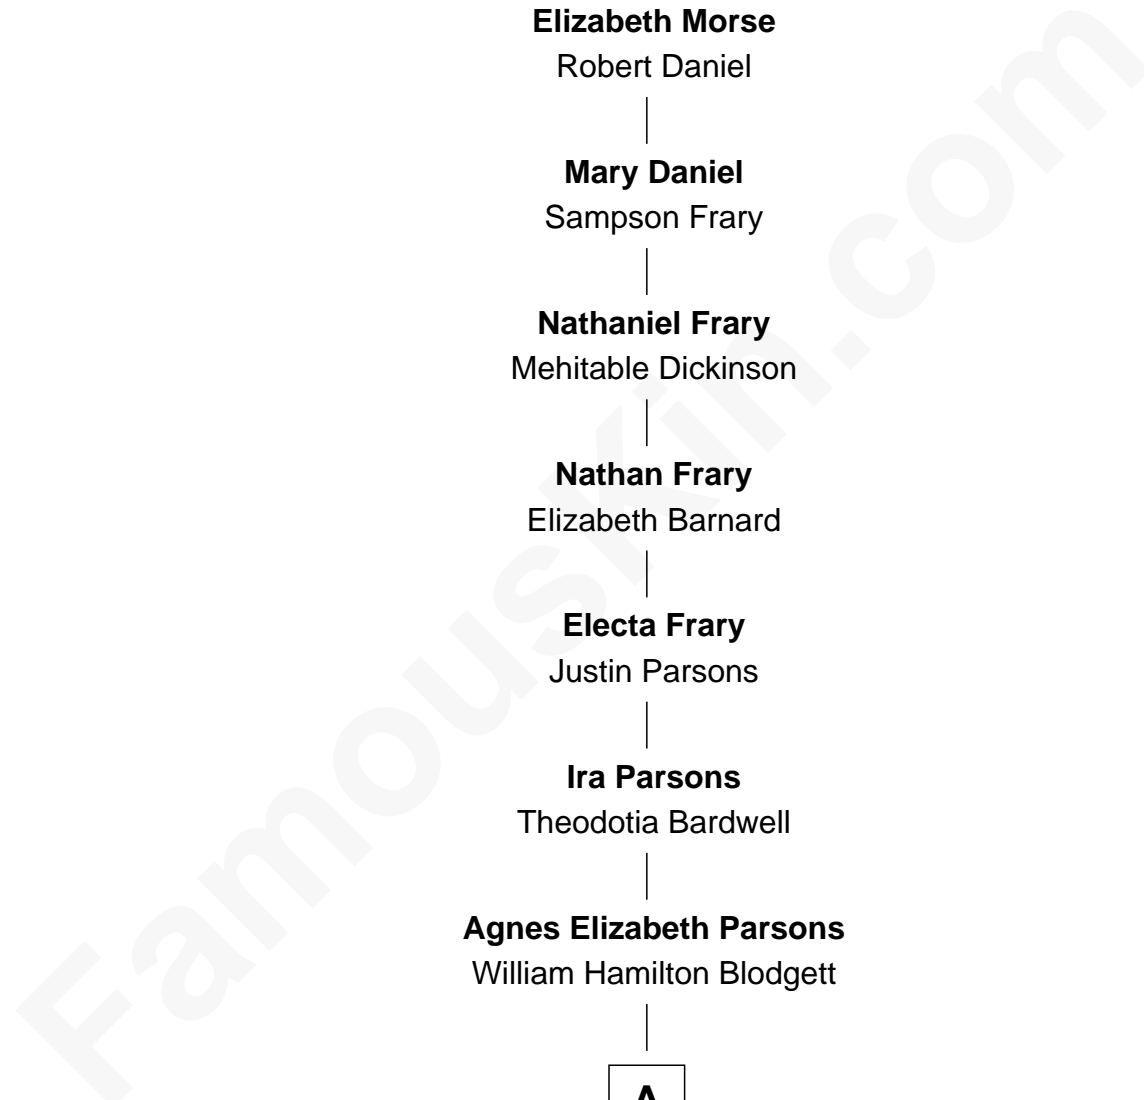 Elizabeth Morse
Robert Daniel
Mary Daniel
Sampson Frary
Nathaniel Frary
Mehitable Dickinson
Nathan Frary
Elizabeth Barnard
Electa Frary
Justin Parsons
Ira Parsons
Theodotia Bardwell
Agnes Elizabeth Parsons
William Hamilton Blodgett
A
FamousKin.com